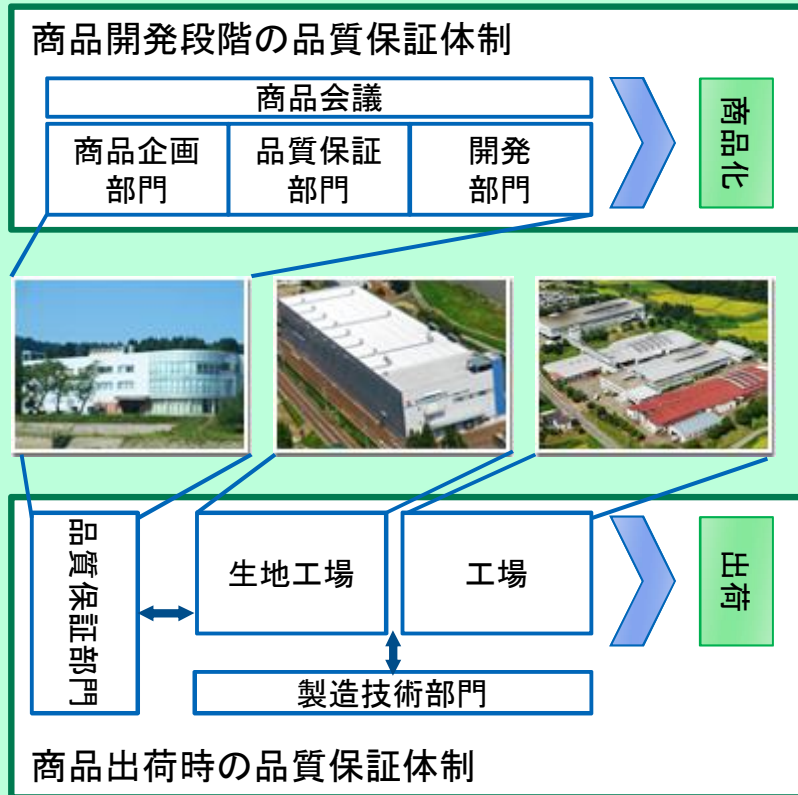 商品開発段階の品質保証体制
商品会議
商品企画
部門
品質保証
部門
開発
部門
商品化
品質保証部門
生地工場
工場
出荷
製造技術部門
商品出荷時の品質保証体制